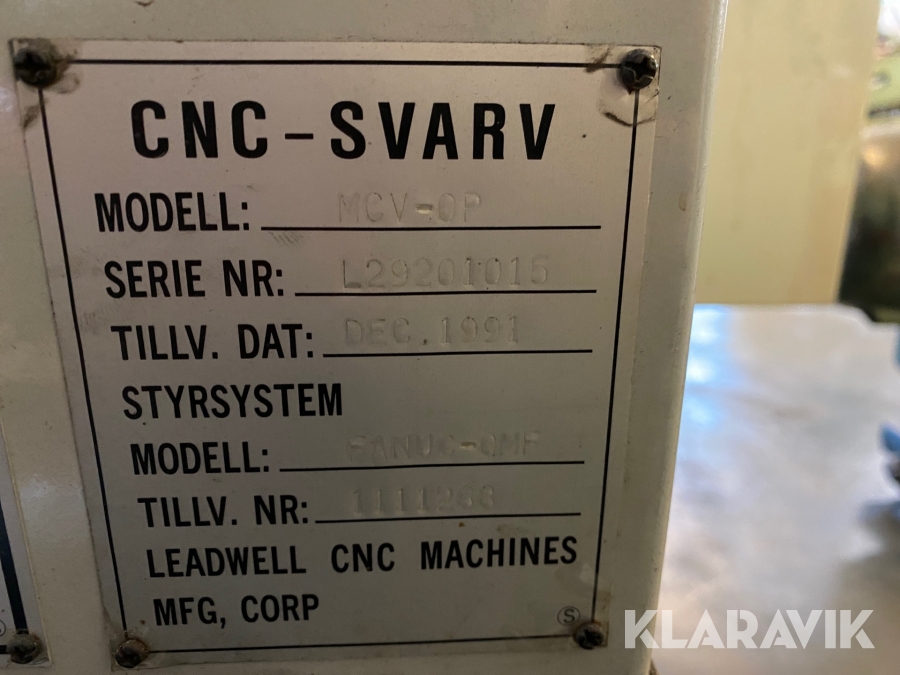 CNC-SVARV
MODELL: MCV-OP
SERIE NR: L29201016
TILLV. DAT: DEC.1991
STYRSYSTEM
MODELL: FANUC-OMF
TILLV. NR: 1111268
LEADWELL CNC MACHINES
MFG, CORP
S
KLARAVIK